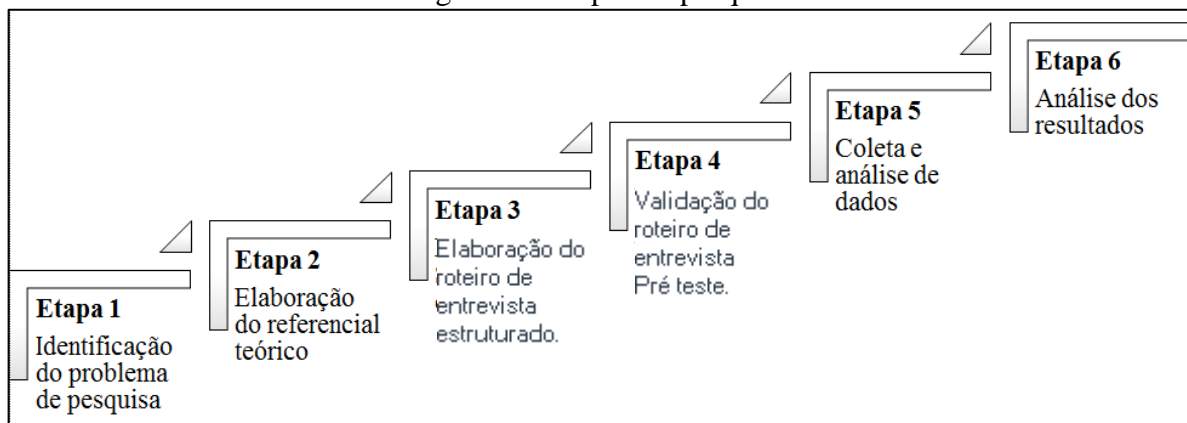 Etapa 1
Identificação
do problema
de pesquisa
Etapa 2
Elaboração
do referencial
teórico
Etapa 3
Elaboração do
roteiro de
entrevista
estruturado.
Etapa 4
Validação do
roteiro de
entrevista
Pré teste.
Etapa 5
Coleta e
análise de
dados
Etapa 6
Análise dos
resultados